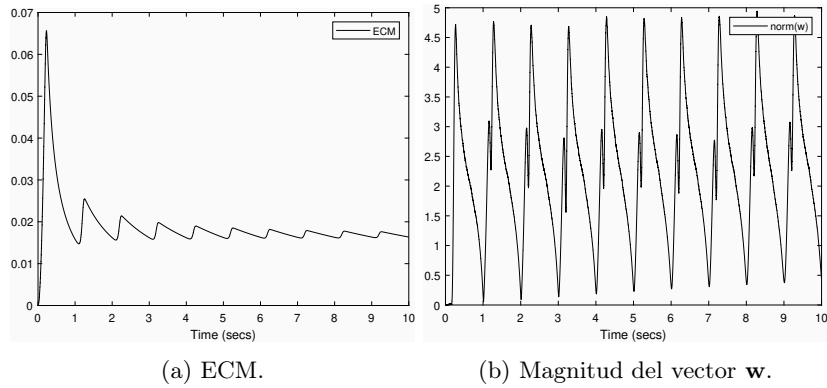 0.07
0.06
0.05
0.04
0.03
0.02
0.01
0
ECM
0 1 2 3 4 5 6 7 8 9 10
Time (secs)
5
4.5
4
3.5
3
2.5
2
1.5
1
0.5
0
norm(w)
0 1 2 3 4 5 6 7 8 9 10
Time (secs)
(a) ECM.
(b) Magnitud del vector w.